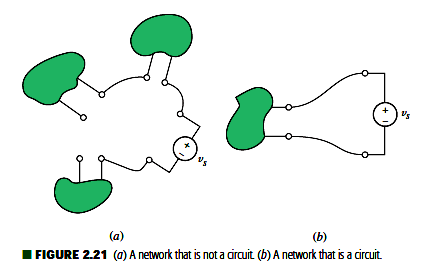 +
−
vs
+
−
vs
(a)
(b)
■ FIGURE 2.21 (a) A network that is not a circuit. (b) A network that is a circuit.